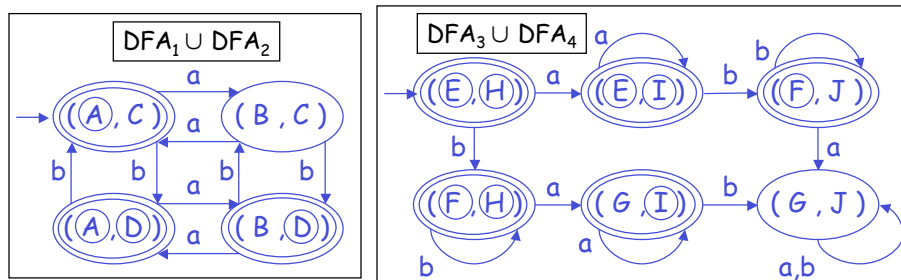 DFA₁ ∪ DFA₂
a
(A, C) (B, C)
a
b b b b
a
(A, D) (B, D)
a
DFA₃ ∪ DFA₄
a b
(E, H) a (E, I) b (F, J)
b a
(F, H) a (G, I) b (G, J)
b a a,b